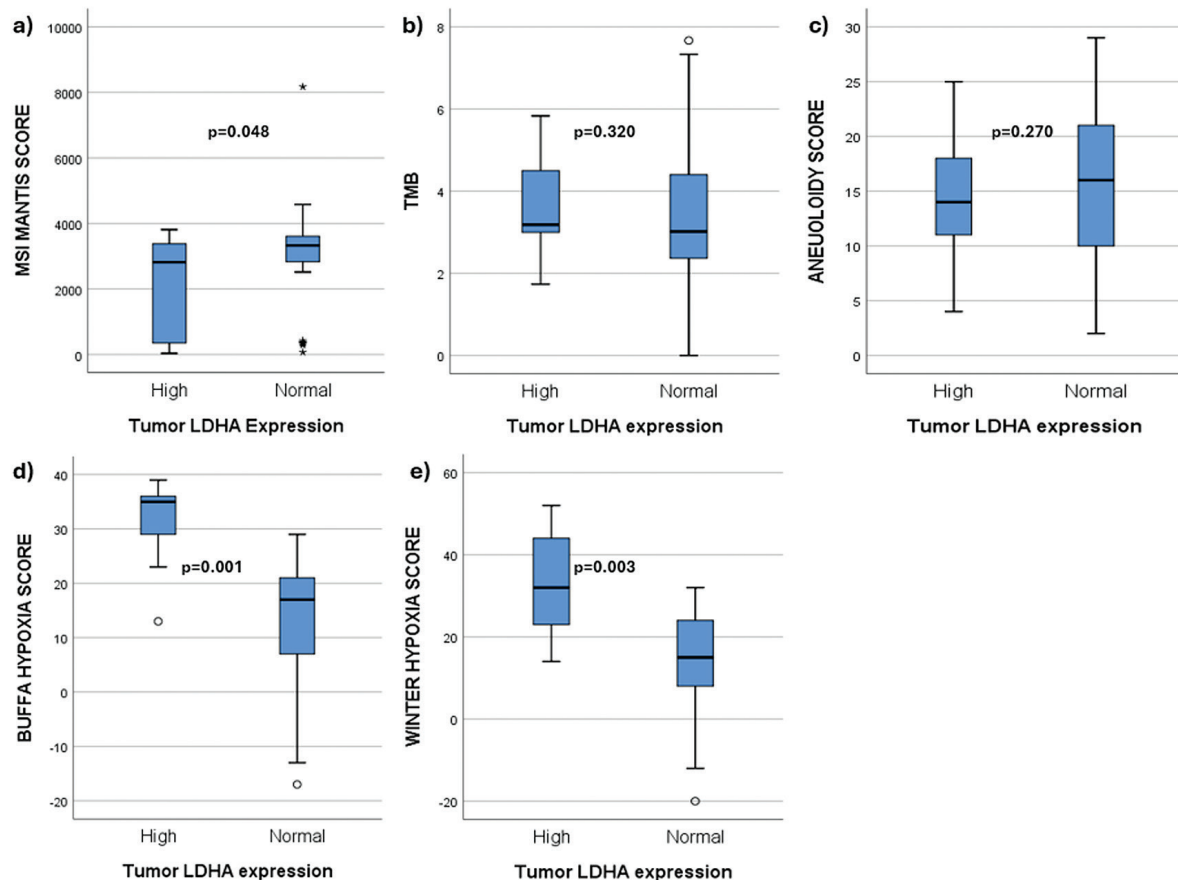 a)
MSI MANTIS SCORE
10000
8000
6000
4000
2000
0
p=0.048
*
*
*
High
Normal
Tumor LDHA Expression
b)
TMB
8
6
4
2
0
p=0.320
High
Normal
Tumor LDHA expression
c)
ANEUOLOIDY SCORE
30
25
20
15
10
5
0
p=0.270
High
Normal
Tumor LDHA expression
d)
BUFFA HYPOXIA SCORE
40
30
20
10
0
-10
-20
p=0.001
High
Normal
Tumor LDHA expression
e)
WINTER HYPOXIA SCORE
60
40
20
0
-20
p=0.003
High
Normal
Tumor LDHA expression